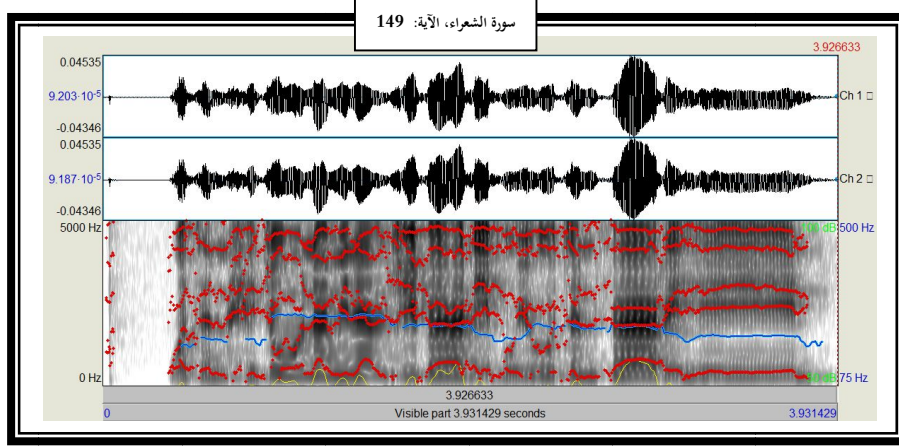 سورة الشعراء، الآية: 149
3.926633
0.04535
9.203·10-5
-0.04346
Ch 1
0.04535
9.187·10-5
-0.04346
Ch 2
5000 Hz
500 Hz
0 Hz
75 Hz
3.926633
0
Visible part 3.931429 seconds
3.931429